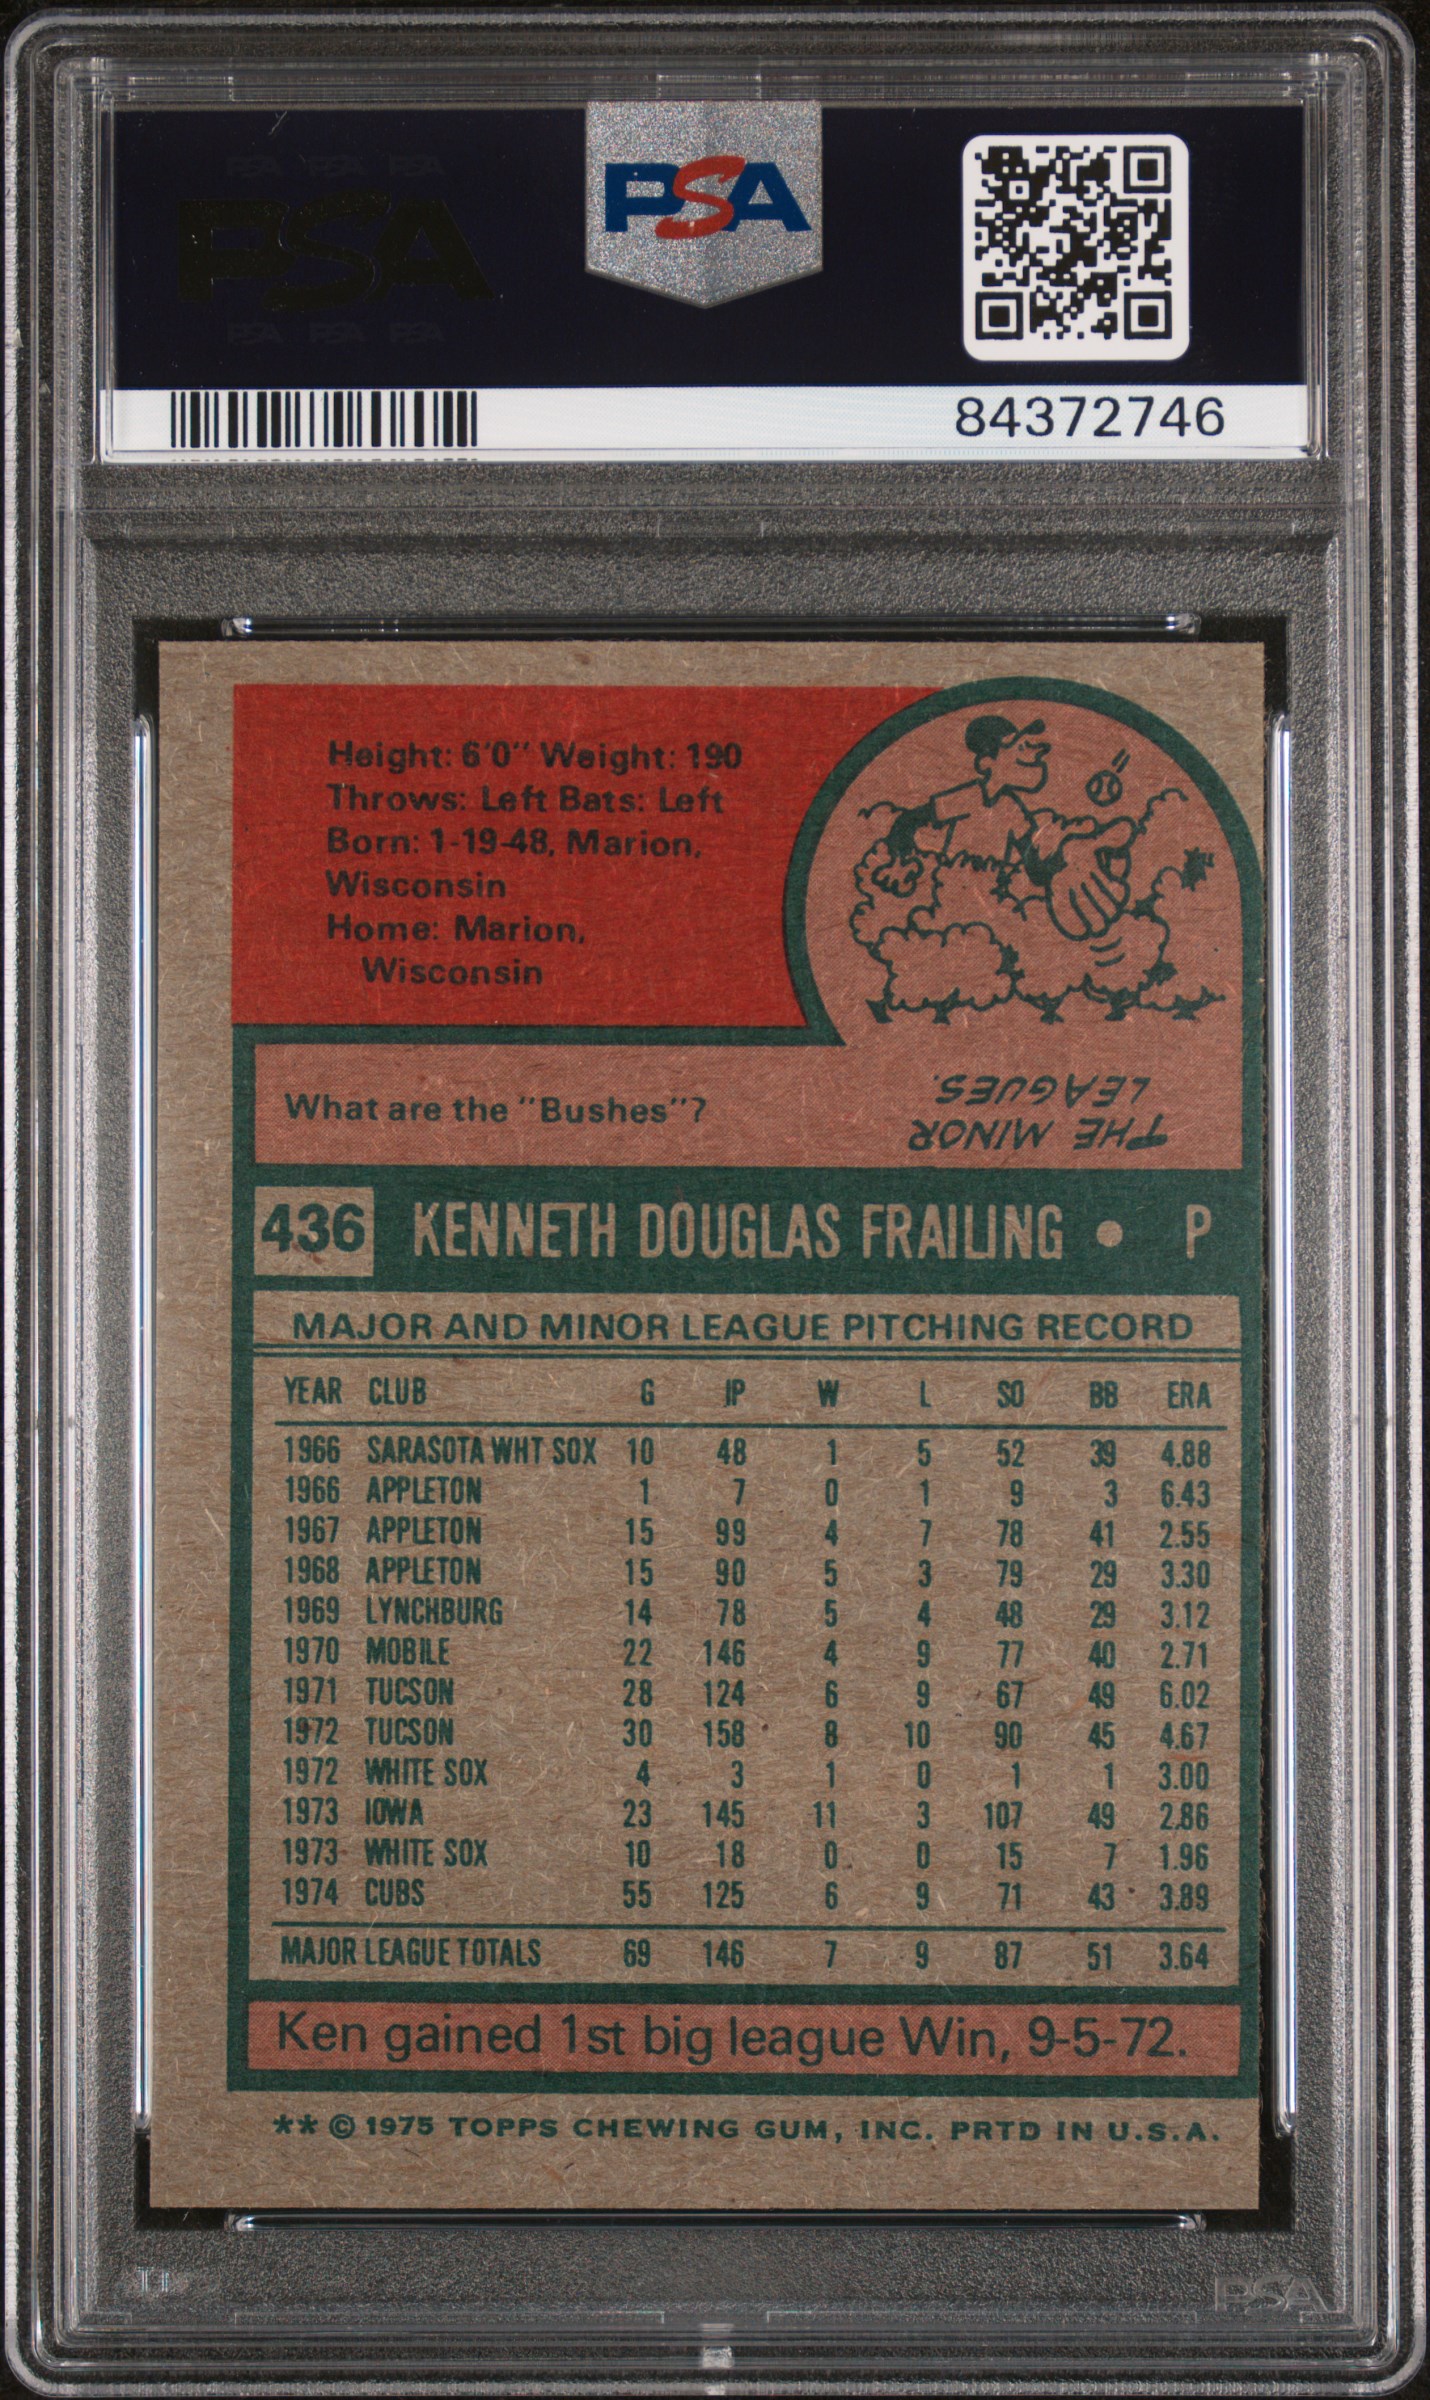 PSA PSA PSA
PSA
PSA PSA PSA
PSA
84372746
Height: 6'0" Weight: 190
Throws: Left Bats: Left
Born: 1-19-48, Marion,
Wisconsin
Home: Marion,
Wisconsin
What are the "Bushes"?
THE MINOR
LEAGUES.
436 KENNETH DOUGLAS FRAILING • P
MAJOR AND MINOR LEAGUE PITCHING RECORD
YEAR CLUB G IP W L SO BB ERA
1966 SARASOTA WHT SOX 10 48 1 5 52 39 4.88
1966 APPLETON 1 7 0 1 9 3 6.43
1967 APPLETON 15 99 4 7 78 41 2.55
1968 APPLETON 15 90 5 3 79 29 3.30
1969 LYNCHBURG 14 78 5 4 48 29 3.12
1970 MOBILE 22 146 4 9 77 40 2.71
1971 TUCSON 28 124 6 9 67 49 6.02
1972 TUCSON 30 158 8 10 90 45 4.67
1972 WHITE SOX 4 3 1 0 1 1 3.00
1973 IOWA 23 145 11 3 107 49 2.86
1973 WHITE SOX 10 18 0 0 15 7 1.96
1974 CUBS 55 125 6 9 71 43 3.89
MAJOR LEAGUE TOTALS 69 146 7 9 87 51 3.64
Ken gained 1st big league Win, 9-5-72.
** © 1975 TOPPS CHEWING GUM, INC. PRTD IN U.S.A.
PSA